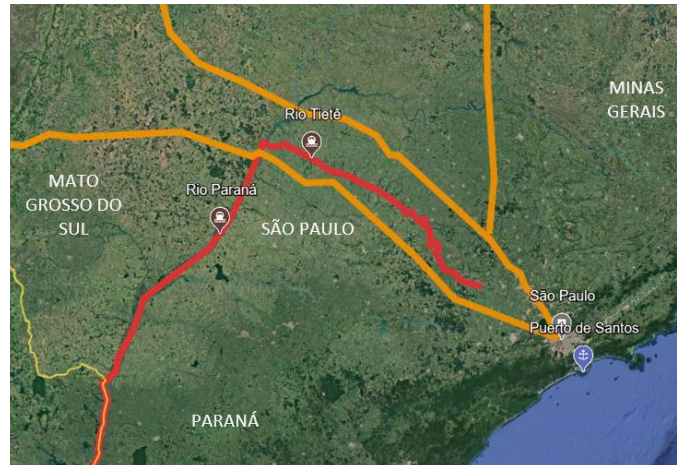 MINAS
GERAIS
Rio Tietê
MATO
GROSSO DO
SUL
Rio Paraná
SÃO PAULO
São Paulo
Puerto de Santos
PARANÁ